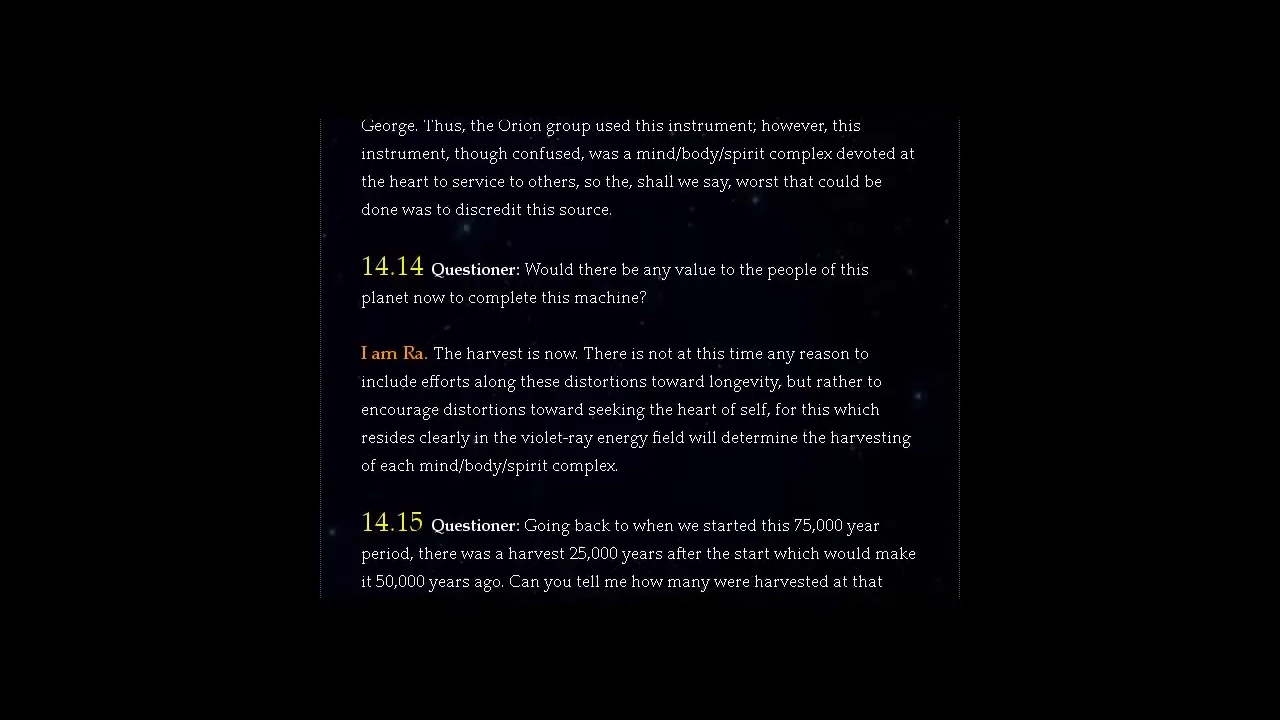 George. Thus, the Orion group used this instrument; however, this
instrument, though confused, was a mind/body/spirit complex devoted at
the heart to service to others, so the, shall we say, worst that could be
done was to discredit this source.
14.14 Questioner: Would there be any value to the people of this
planet now to complete this machine?
I am Ra. The harvest is now. There is not at this time any reason to
include efforts along these distortions toward longevity, but rather to
encourage distortions toward seeking the heart of self, for this which
resides clearly in the violet-ray energy field will determine the harvesting
of each mind/body/spirit complex.
14.15 Questioner: Going back to when we started this 75,000 year
period, there was a harvest 25,000 years after the start which would make
it 50,000 years ago. Can you tell me how many were harvested at that